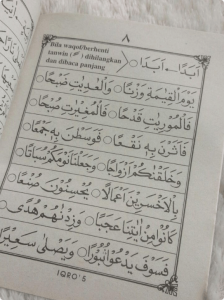 ٨
Bila waqof/berhenti
tanwin ( ً ) dihilangkan
dan dibaca panjang
اَبَدًا ـ اَبَدَا
يَوْمَ الْقِيٰمَةِ وَزْنًا ○ وَالْعٰدِيٰتِ ضَبْحًا
فَالْمُوْرِيٰتِ قَدْحًا ○ فَالْمُغِيْرٰتِ صُبْحًا
فَاَثَرْنَ بِهٖ نَقْعًا ○ فَوَسَطْنَ بِهٖ جَمْعًا
وَخَلَقْنٰكُمْ اَزْوَاجًا ○ وَجَعَلْنَا نَوْمَكُمْ سُبَاتًا
بِالْاَخْسَرِيْنَ اَعْمَالًا ○ يُحْسِنُوْنَ صُنْعًا
كَانُوْا مِنْ اٰيٰتِنَا عَجَبًا ○ وَزِدْنٰهُمْ هُدًى
فَسَوْفَ يَدْعُوْا ثُبُوْرًا ○ وَيَصْلٰى سَعِيْرًا
IQRO'5